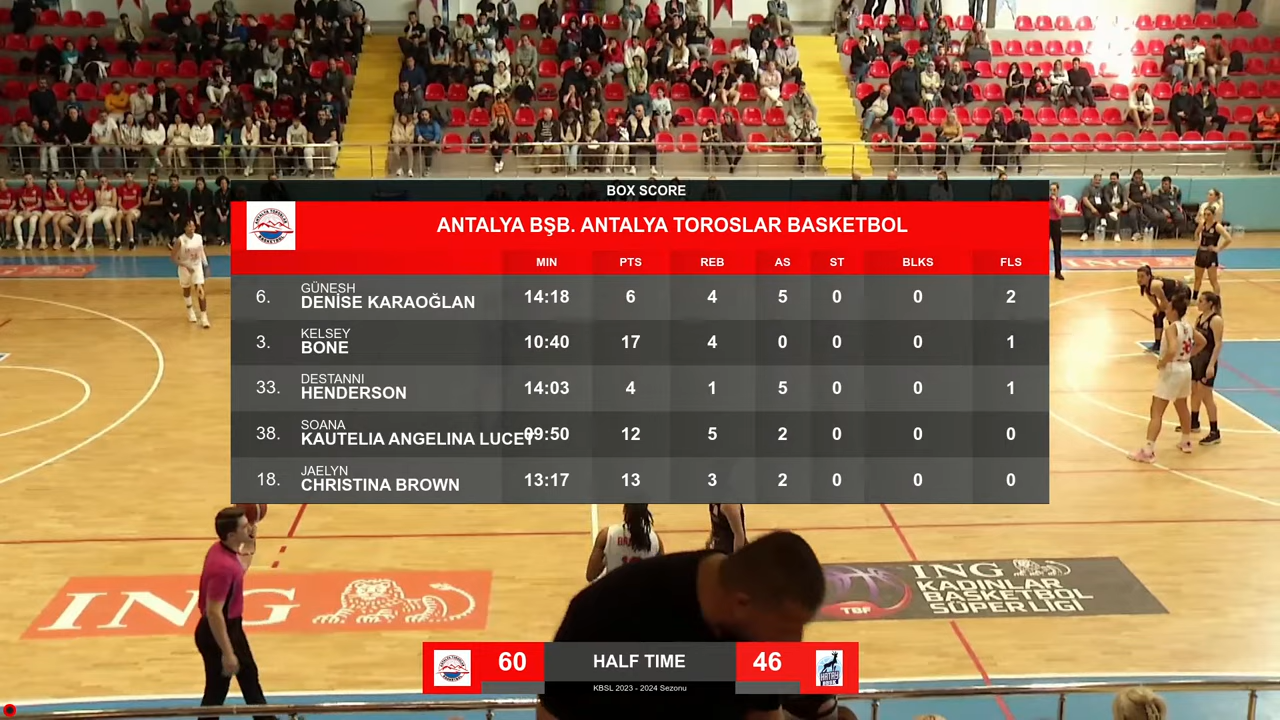 BOX SCORE
ANTALYA BŞB. ANTALYA TOROSLAR BASKETBOL
MIN PTS REB AS ST BLKS FLS
6. GÜNESH DENİSE KARAOĞLAN 14:18 6 4 5 0 0 2
3. KELSEY BONE 10:40 17 4 0 0 0 1
33. DESTANNI HENDERSON 14:03 4 1 5 0 0 1
38. SOANA KAUTELIA ANGELINA LUCET 09:50 12 5 2 0 0 0
18. JAELYN CHRISTINA BROWN 13:17 13 3 2 0 0 0
ING
ING
KADINLAR
BASKETBOL
SÜPER LİGİ
TBF
60 HALF TIME 46
KBSL 2023 - 2024 Sezonu
HATAY